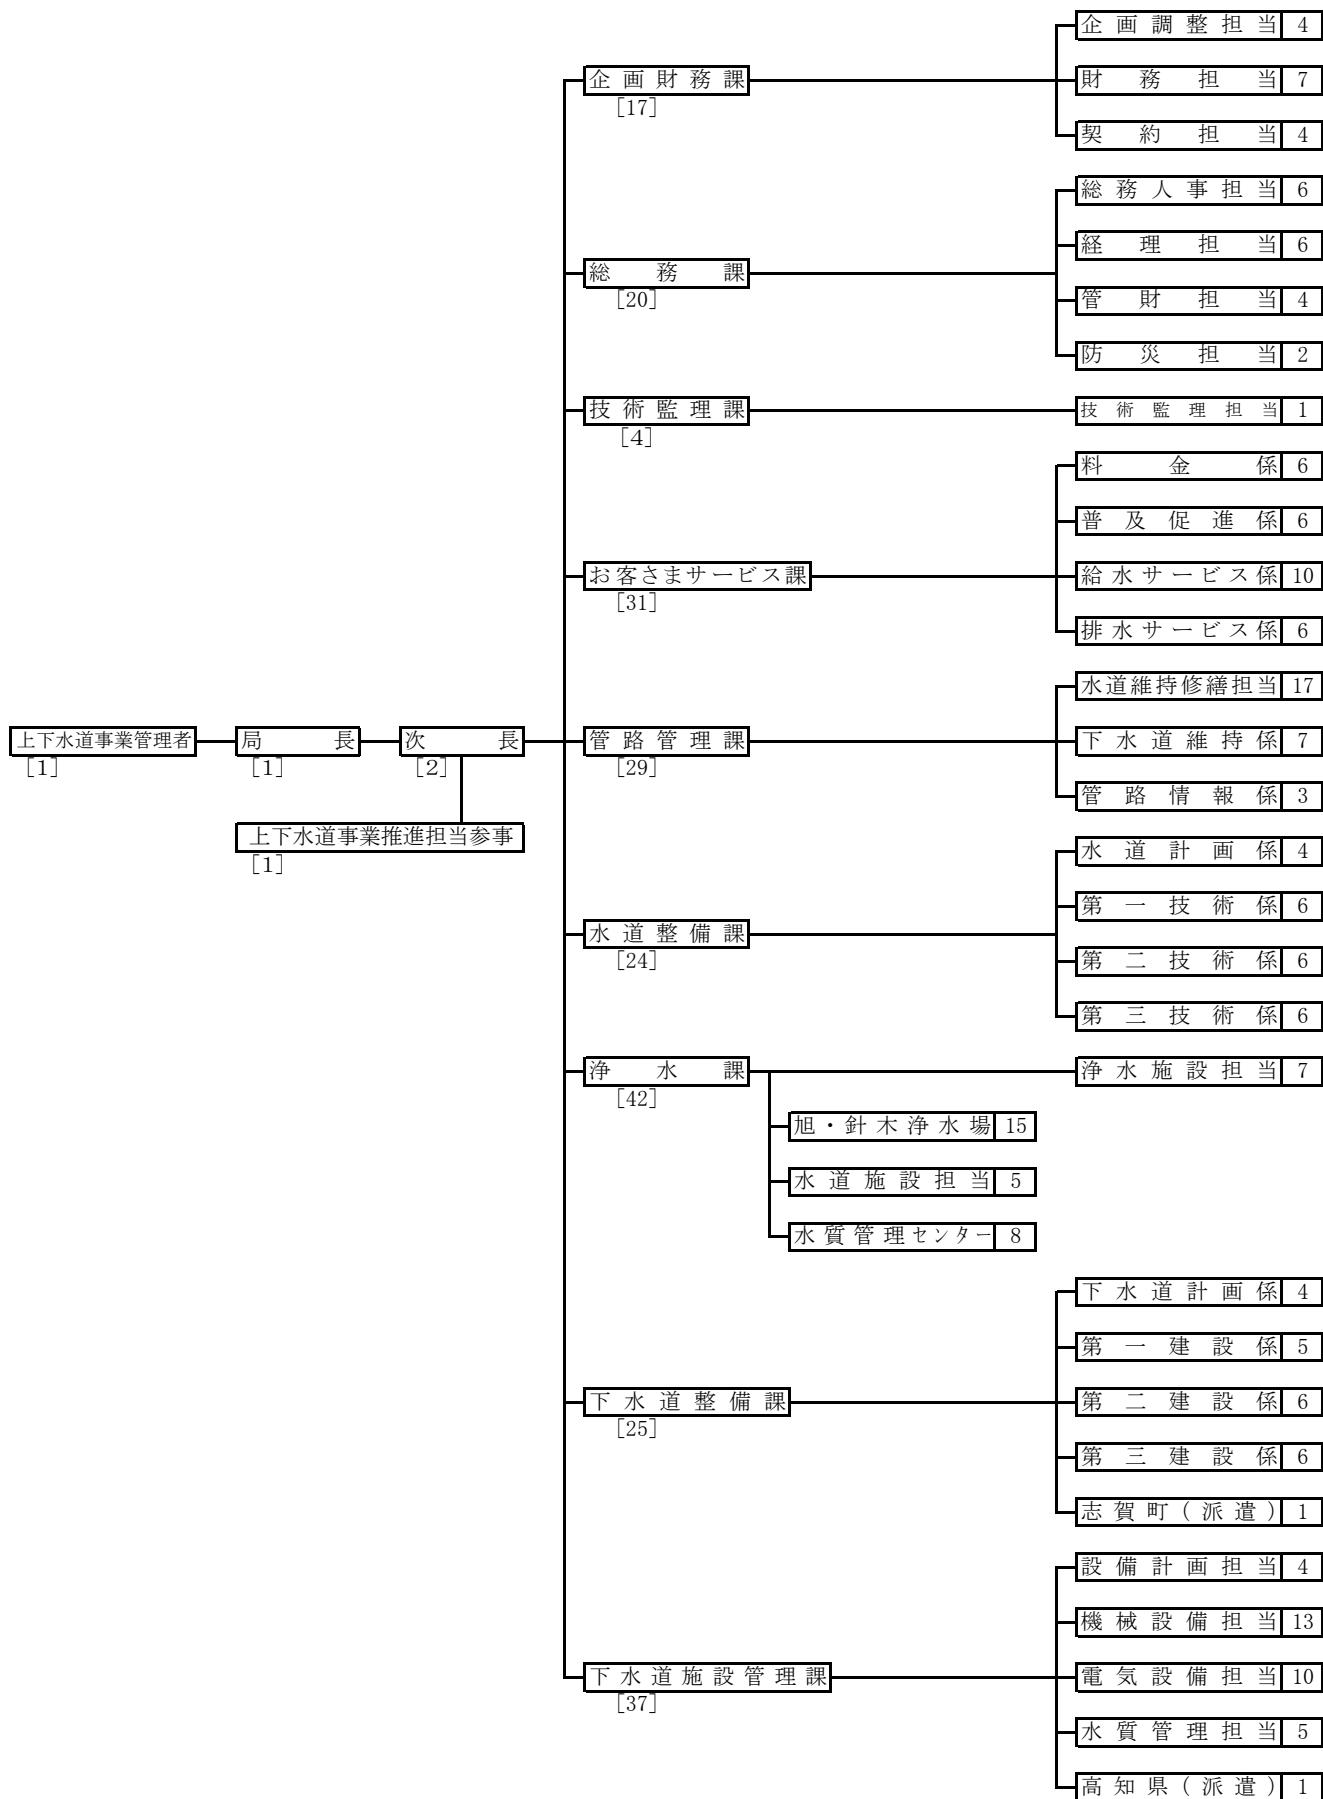 企画調整担当 4
企画財務課
[17]
財務担当 7
契約担当 4
総務人事担当 6
経理担当 6
総務課
[20]
管財担当 4
防災担当 2
技術監理課
[4]
技術監理担当 1
料金係 6
普及促進係 6
お客さまサービス課
[31]
給水サービス係 10
排水サービス係 6
水道維持修繕担当 17
上下水道事業管理者
[1]
局長
[1]
次長
[2]
管路管理課
[29]
下水道維持係 7
管路情報係 3
上下水道事業推進担当参事
[1]
水道計画係 4
第一技術係 6
水道整備課
[24]
第二技術係 6
第三技術係 6
浄水課
[42]
浄水施設担当 7
旭・針木浄水場 15
水道施設担当 5
水質管理センター 8
下水道計画係 4
第一建設係 5
下水道整備課
[25]
第二建設係 6
第三建設係 6
志賀町(派遣) 1
設備計画担当 4
機械設備担当 13
下水道施設管理課
[37]
電気設備担当 10
水質管理担当 5
高知県(派遣) 1